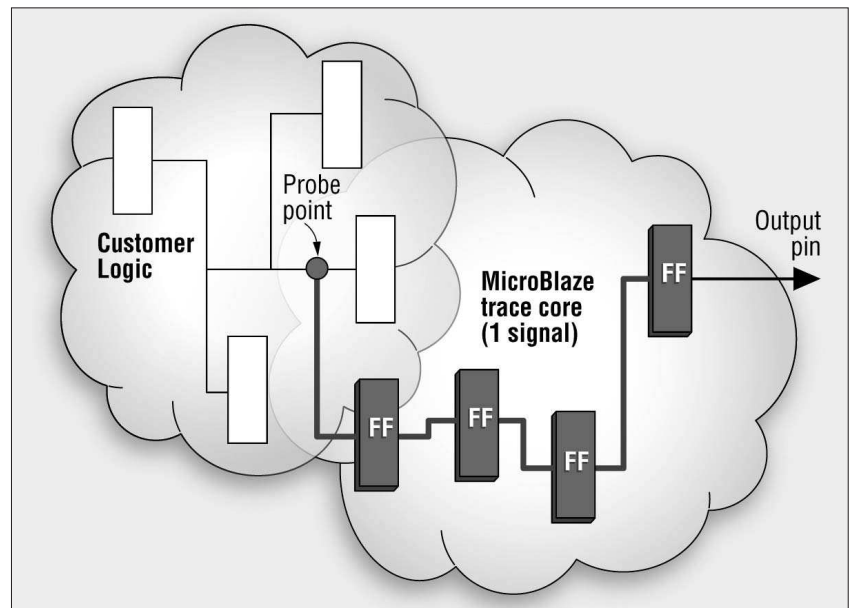 Probe
point
Customer
Logic
MicroBlaze
trace core
(1 signal)
Output
pin
FF
FF
FF
FF